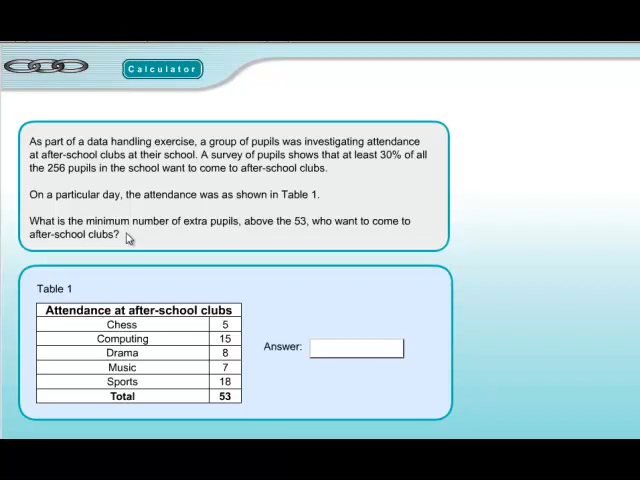 Calculator
As part of a data handling exercise, a group of pupils was investigating attendance
at after-school clubs at their school. A survey of pupils shows that at least 30% of all
the 256 pupils in the school want to come to after-school clubs.
On a particular day, the attendance was as shown in Table 1.
What is the minimum number of extra pupils, above the 53, who want to come to
after-school clubs?
Table 1
Attendance at after-school clubs
Chess 5
Computing 15
Drama 8
Music 7
Sports 18
Total 53
Answer: